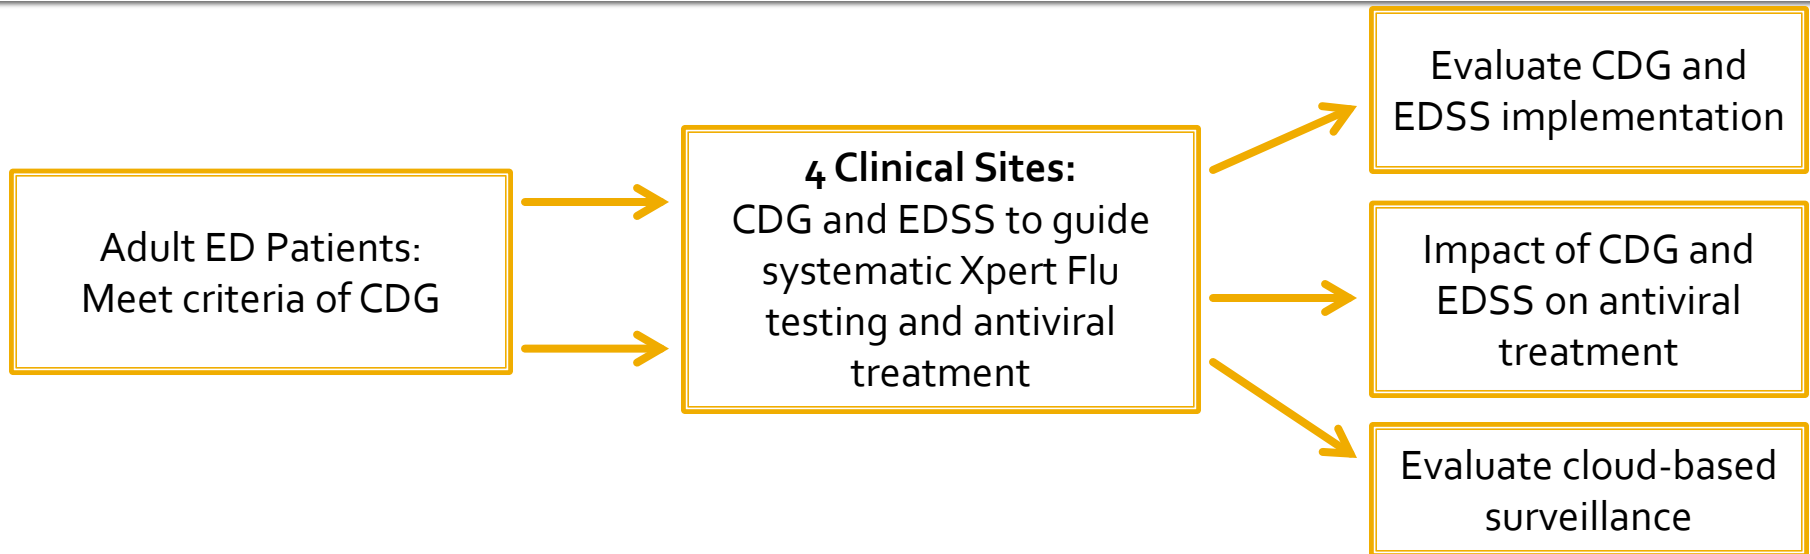 Adult ED Patients:
Meet criteria of CDG
4 Clinical Sites:
CDG and EDSS to guide
systematic Xpert Flu
testing and antiviral
treatment
Evaluate CDG and
EDSS implementation
Impact of CDG and
EDSS on antiviral
treatment
Evaluate cloud-based
surveillance